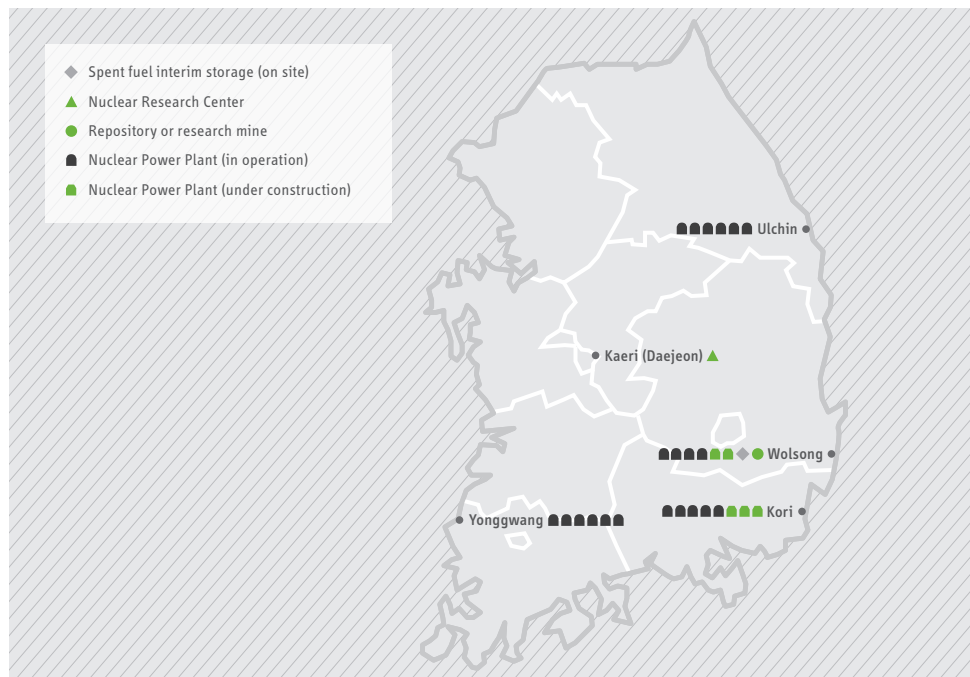 Spent fuel interim storage (on site)
Nuclear Research Center
Repository or research mine
Nuclear Power Plant (in operation)
Nuclear Power Plant (under construction)
Ulchin
Kaeri (Daejeon)
Wolsong
Kori
Yonggwang